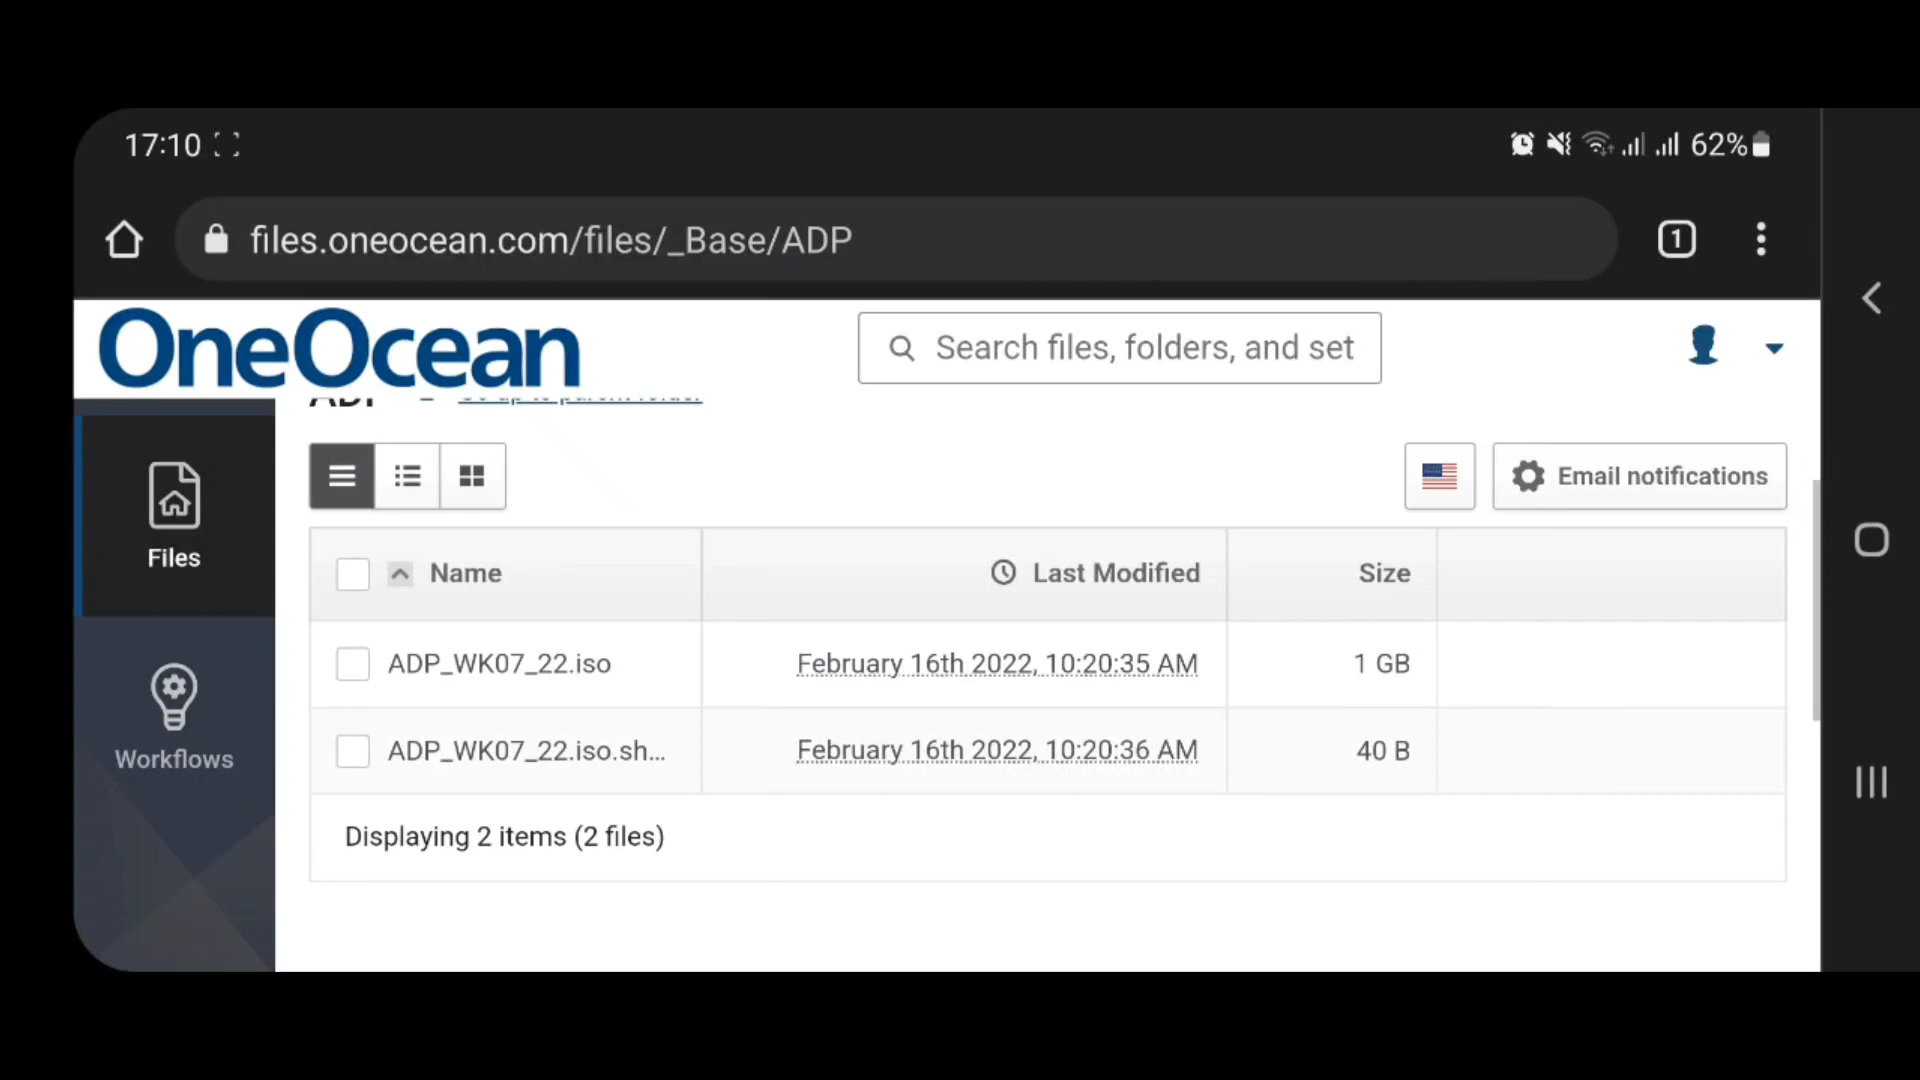 17:10
62%
files.oneocean.com/files/_Base/ADP
1
OneOcean
Search files, folders, and set
ADP
Files
Email notifications
Name
Last Modified
Size
ADP_WK07_22.iso
February 16th 2022, 10:20:35 AM
1 GB
ADP_WK07_22.iso.sh...
February 16th 2022, 10:20:36 AM
40 B
Workflows
Displaying 2 items (2 files)